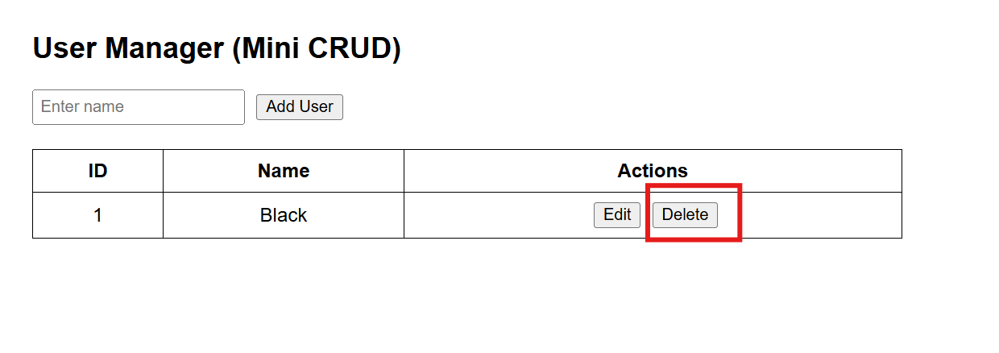 User Manager (Mini CRUD)
Enter name Add User
ID Name Actions
1 Black Edit Delete